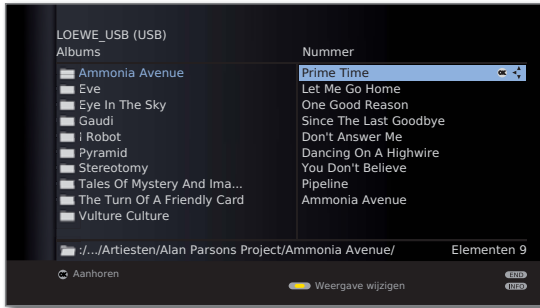 LOEWE_USB (USB)
Albums
Nummer
Ammonia Avenue
Eve
Eye In The Sky
Gaudi
i Robot
Pyramid
Stereotomy
Tales Of Mystery And Ima...
The Turn Of A Friendly Card
Vulture Culture
Prime Time
OK
Let Me Go Home
One Good Reason
Since The Last Goodbye
Don't Answer Me
Dancing On A Highwire
You Don't Believe
Pipeline
Ammonia Avenue
:/.../Artiesten/Alan Parsons Project/Ammonia Avenue/
Elementen 9
OK Aanhoren
END
Weergave wijzigen
INFO